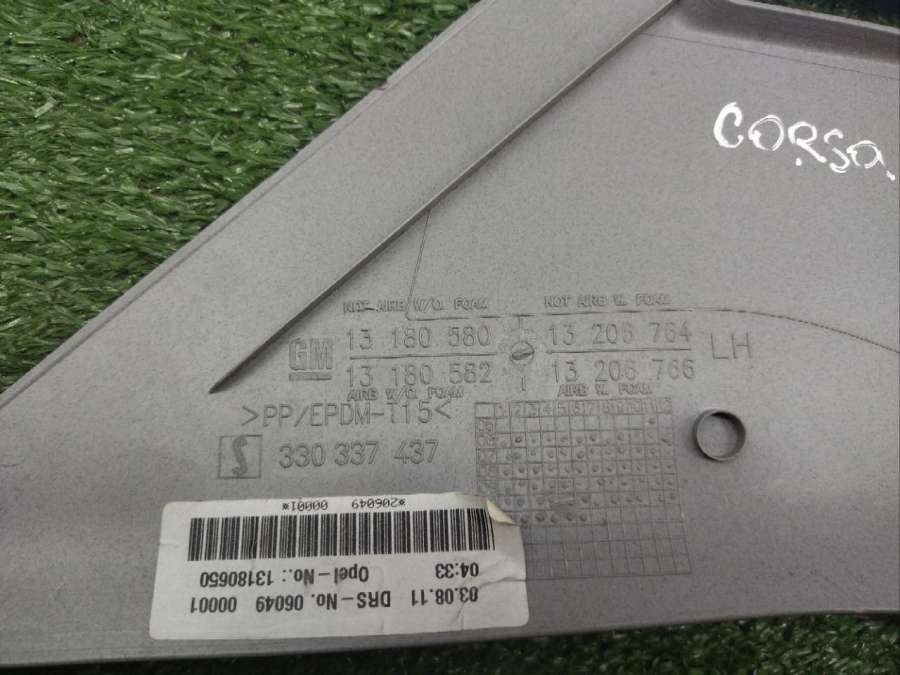 CORSA.
NOT AIRB W/O. FOAM
NOT AIRB W. FOAM
GM 13 180 580 13 206 764 LH
13 180 582 13 206 766
AIRB W/O. FOAM
AIRB W. FOAM
>PP/EPDM-T15<
S 330 337 437
03.08.11 DRS-No. 06049 00001
04:33 Opel-No.: 13180650
*206049 00001*